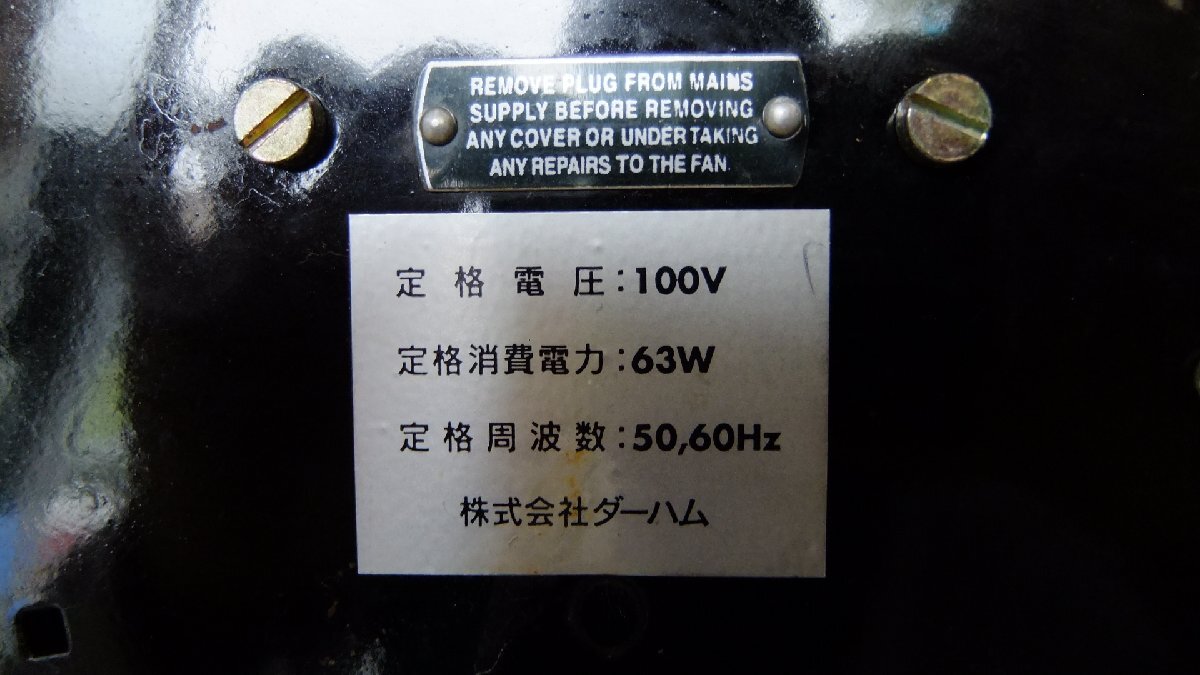 REMOVE PLUG FROM MAINS
SUPPLY BEFORE REMOVING
ANY COVER OR UNDERTAKING
ANY REPAIRS TO THE FAN.
定格電圧:100V
定格消費電力:63W
定格周波数:50,60Hz
株式会社ダーハム